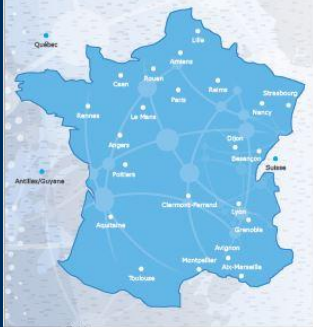 Lille
Québec
Amiens
Rouen
Caen
Reims
Paris
Strasbourg
Rennes
Le Mans
Nancy
Angers
Dijon
Besançon
Suisse
Poitiers
Antilles/Guyane
Clermont-Ferrand
Lyon
Aquitaine
Grenoble
Avignon
Montpellier
Aix-Marseille
Toulouse